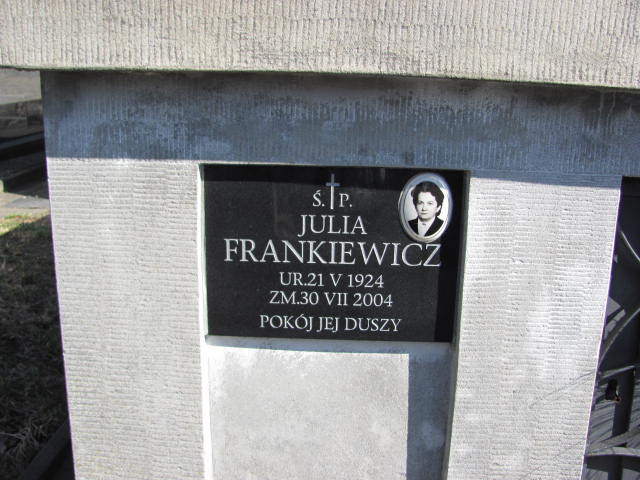 Ś. P.
JULIA
FRANKIEWICZ
UR.21 V 1924
ZM.30 VII 2004
POKÓJ JEJ DUSZY